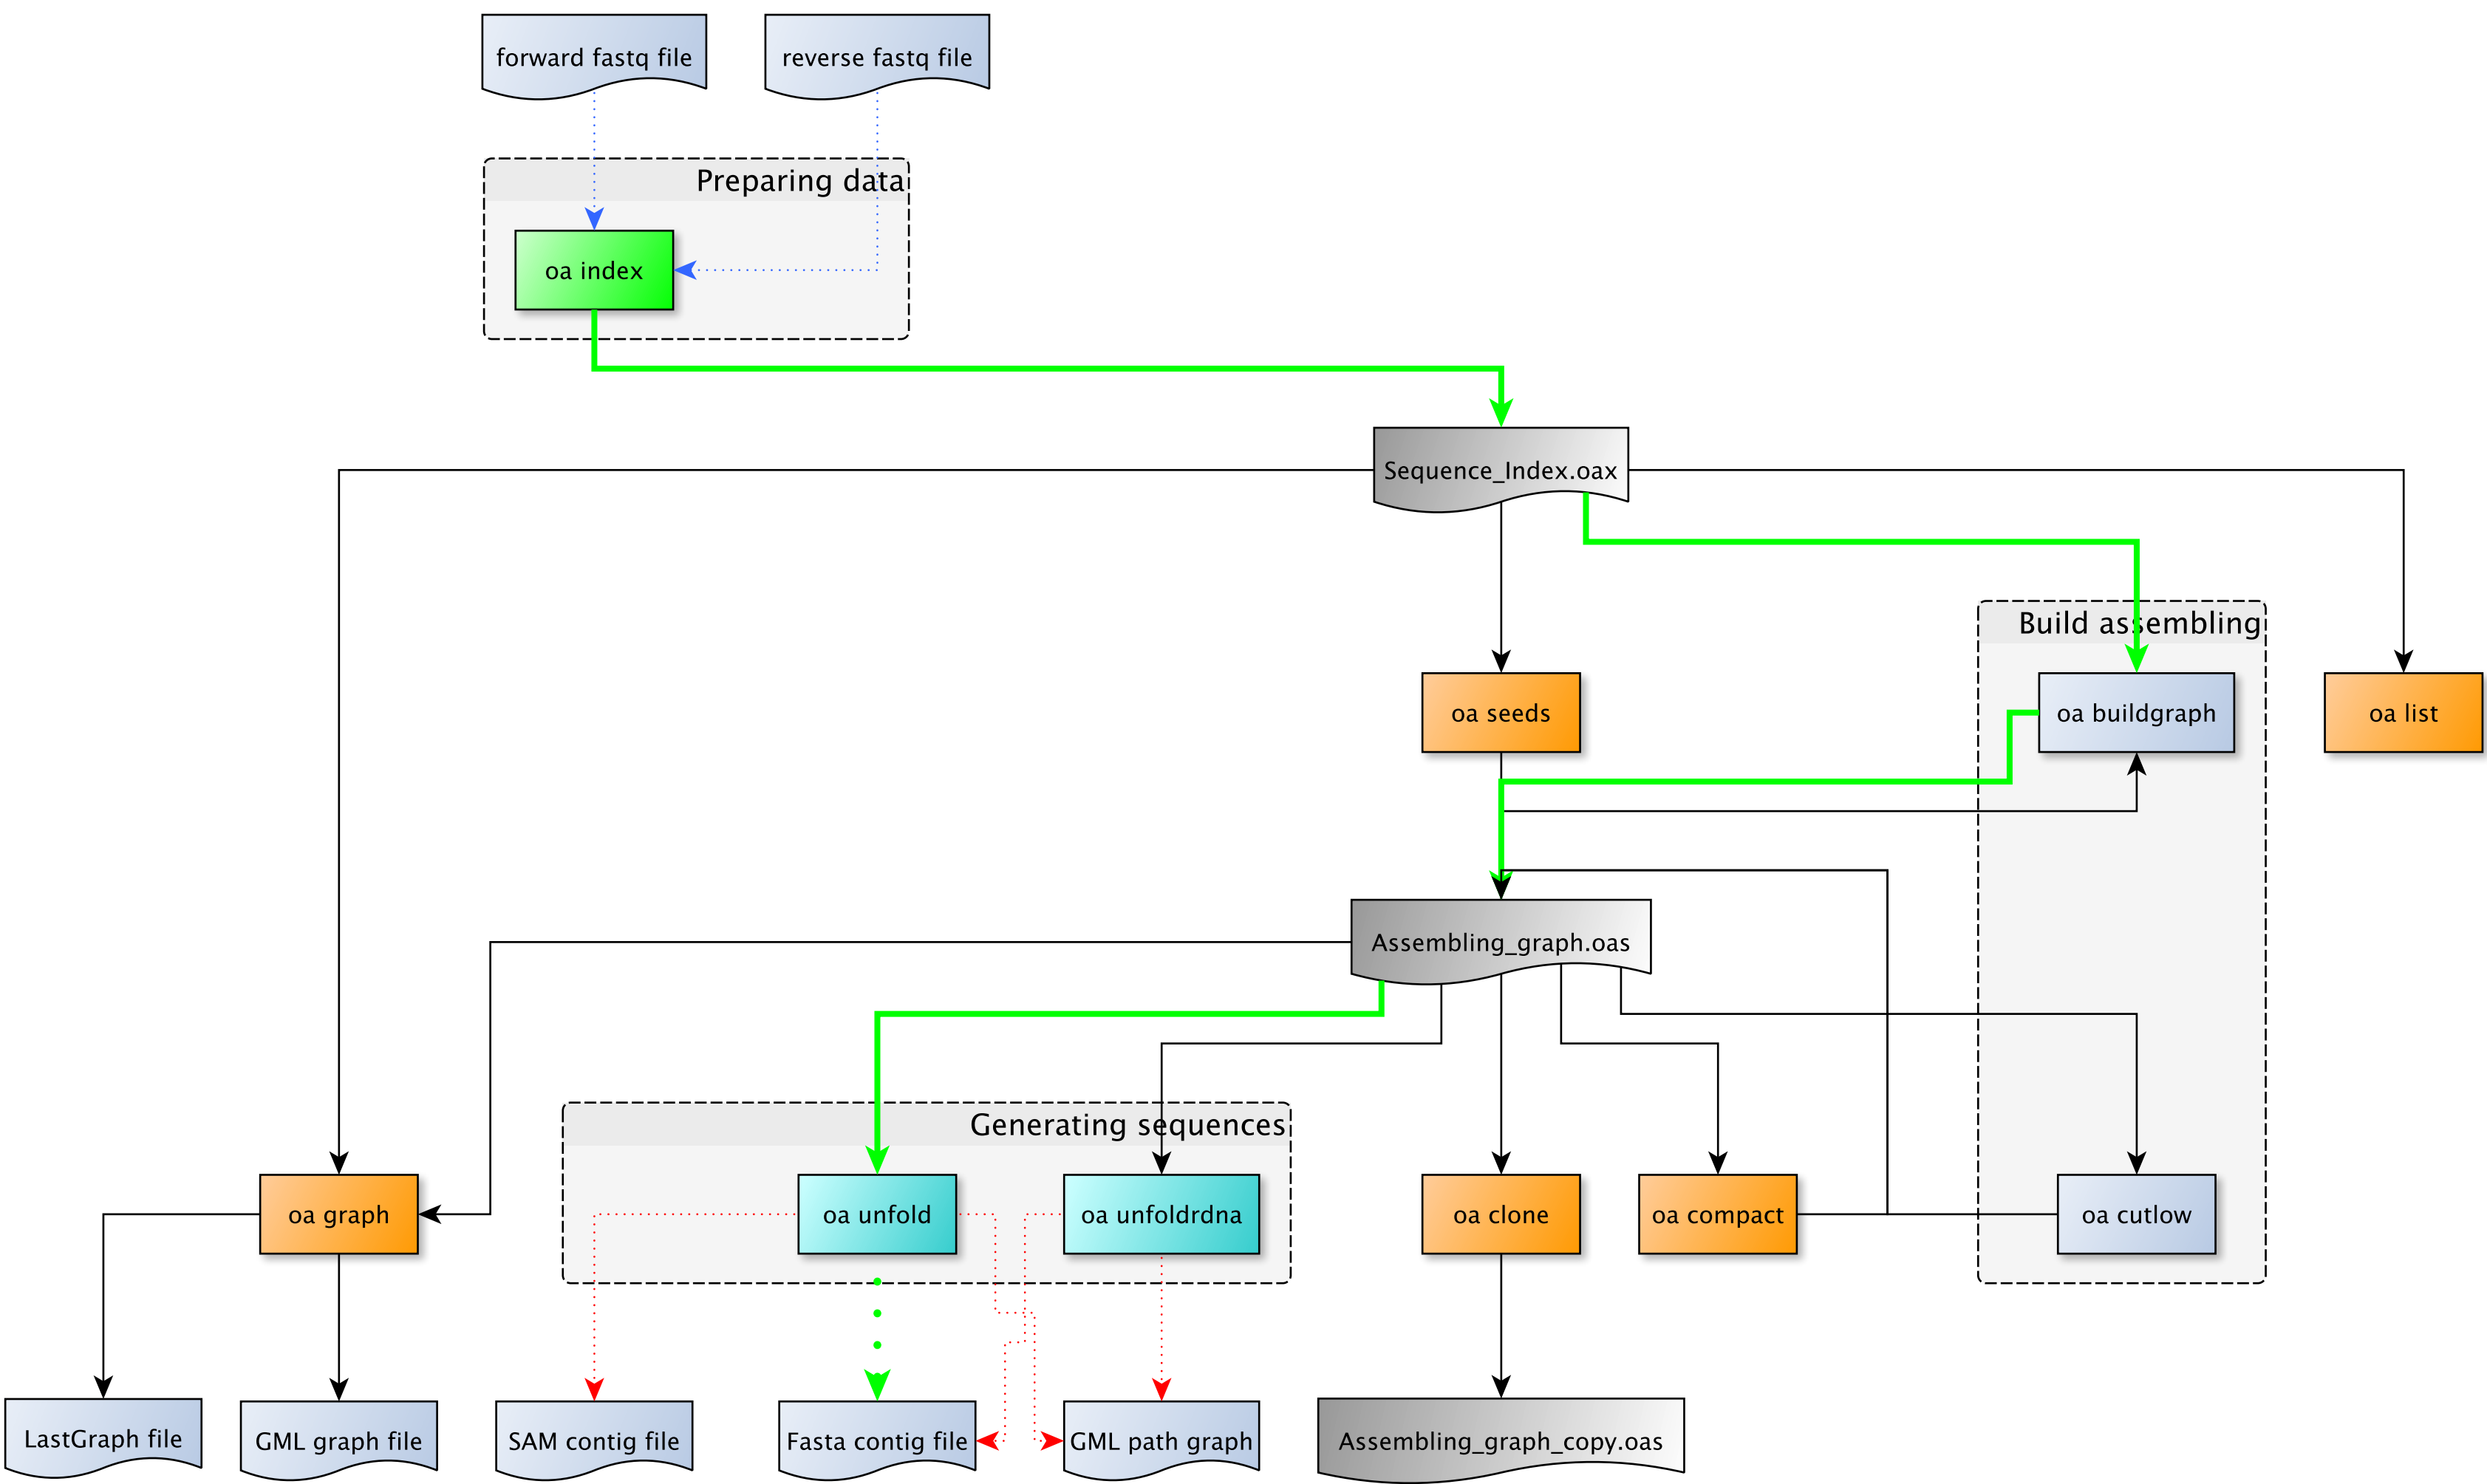 forward fastq file
reverse fastq file
Preparing data
oa index
Sequence_Index.oax
Build assembling
oa seeds
oa buildgraph
oa list
Assembling_graph.oas
Generating sequences
oa graph
oa unfold
oa unfoldrdna
oa clone
oa compact
oa cutlow
LastGraph file
GML graph file
SAM contig file
Fasta contig file
GML path graph
Assembling_graph_copy.oas